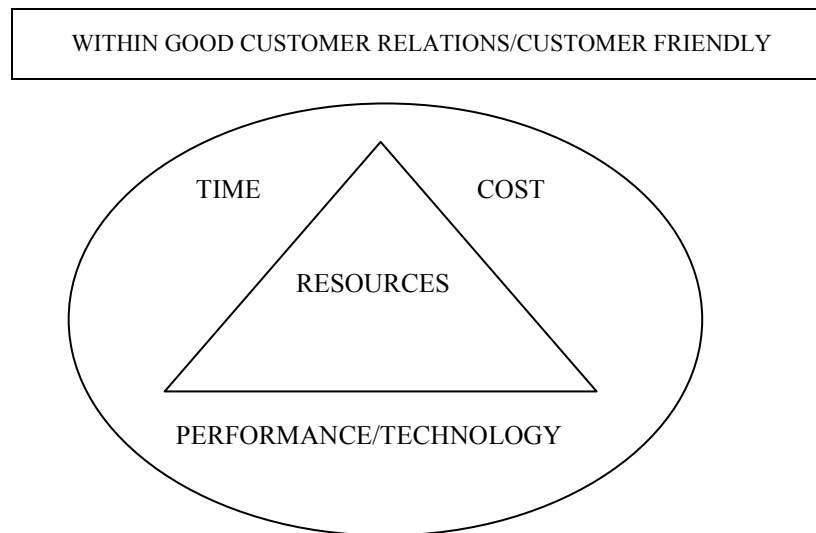 WITHIN GOOD CUSTOMER RELATIONS/CUSTOMER FRIENDLY
TIME
COST
RESOURCES
PERFORMANCE/TECHNOLOGY